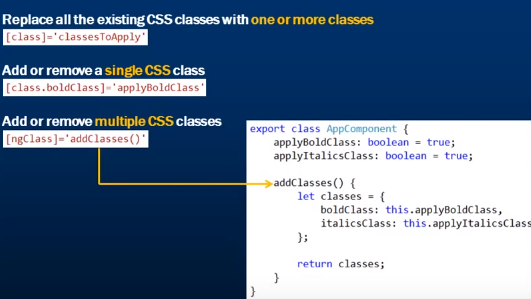 Replace all the existing CSS classes with one or more classes
[class]='classesToApply'
Add or remove a single CSS class
[class.boldClass]='applyBoldClass'
Add or remove multiple CSS classes
[ngClass]='addClasses()'
export class AppComponent {
applyBoldClass: boolean = true;
applyItalicsClass: boolean = true;
addClasses() {
let classes = {
boldClass: this.applyBoldClass,
italicsClass: this.applyItalicsClass
};
return classes;
}
}